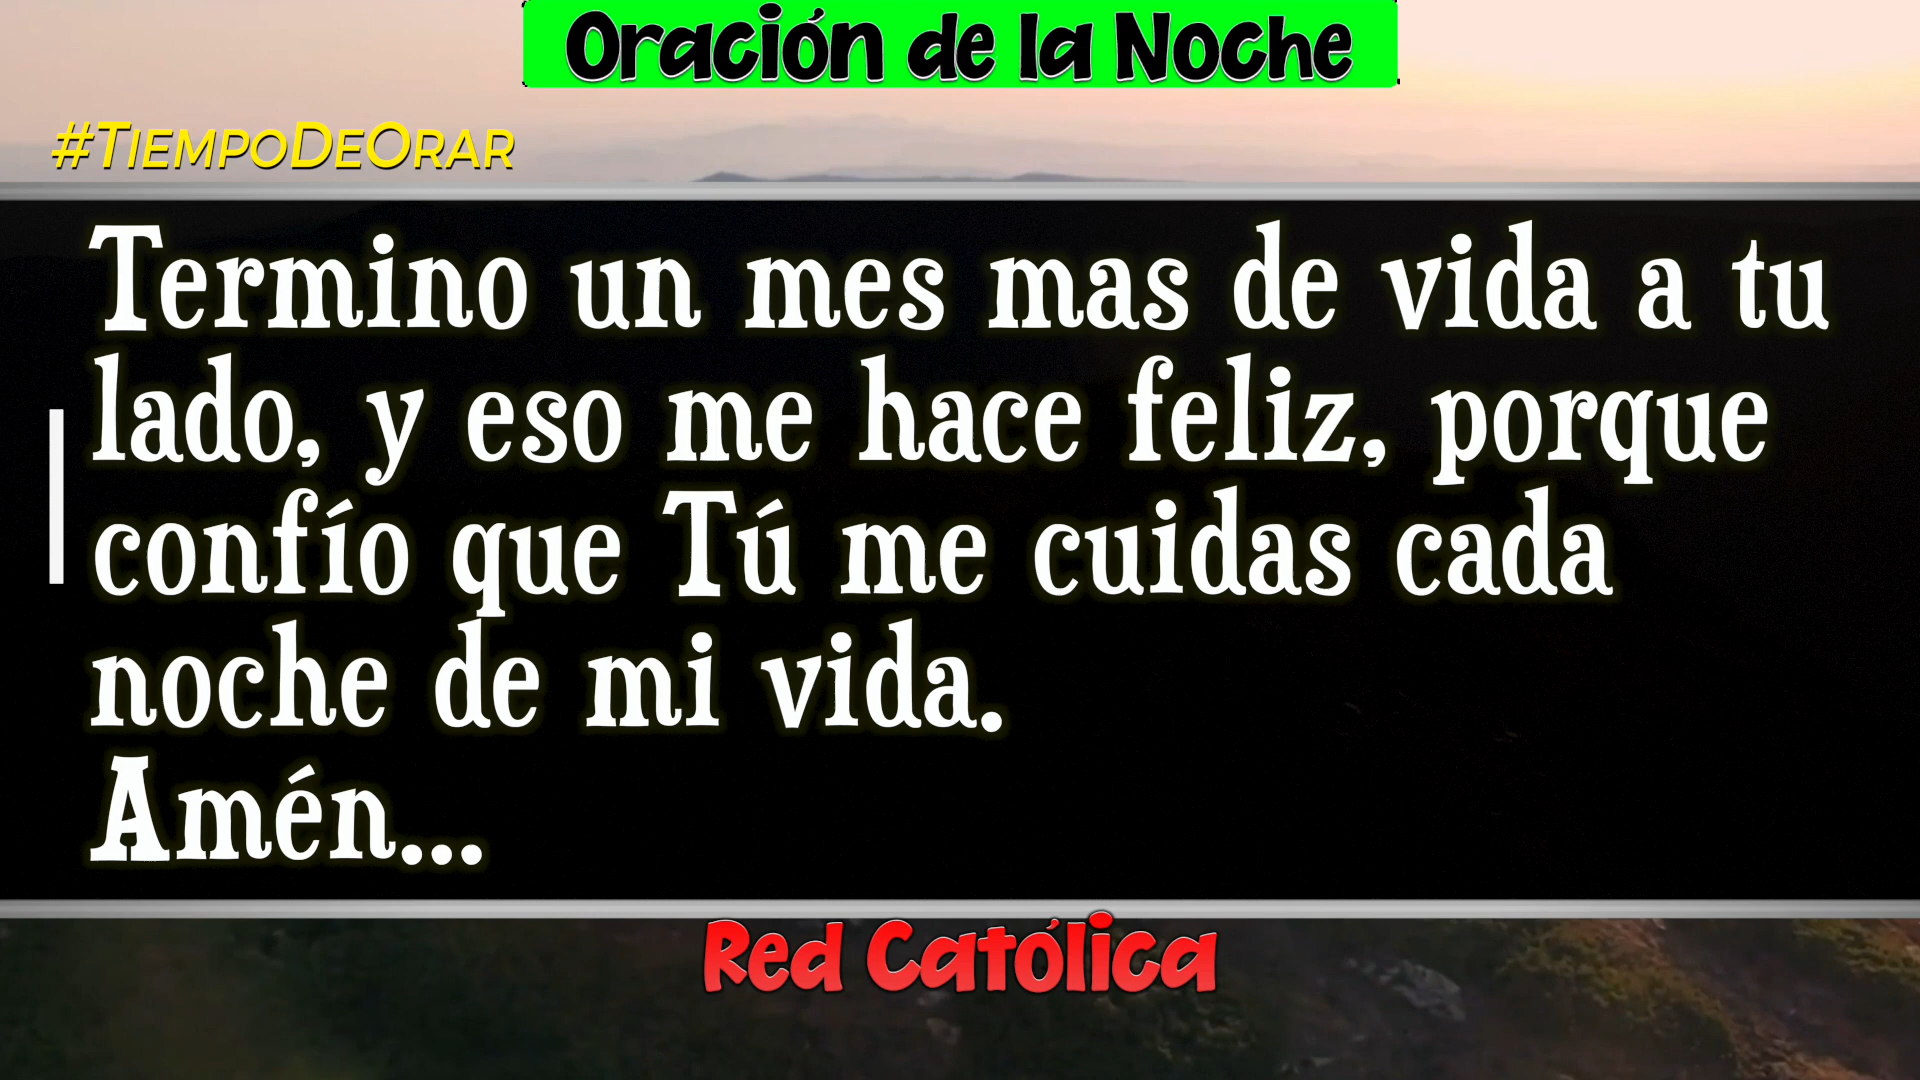 Oración de la Noche
#TiempoDeOrar
Termino un mes mas de vida a tu
lado, y eso me hace feliz, porque
confío que Tú me cuidas cada
noche de mi vida.
Amén...
Red Católica